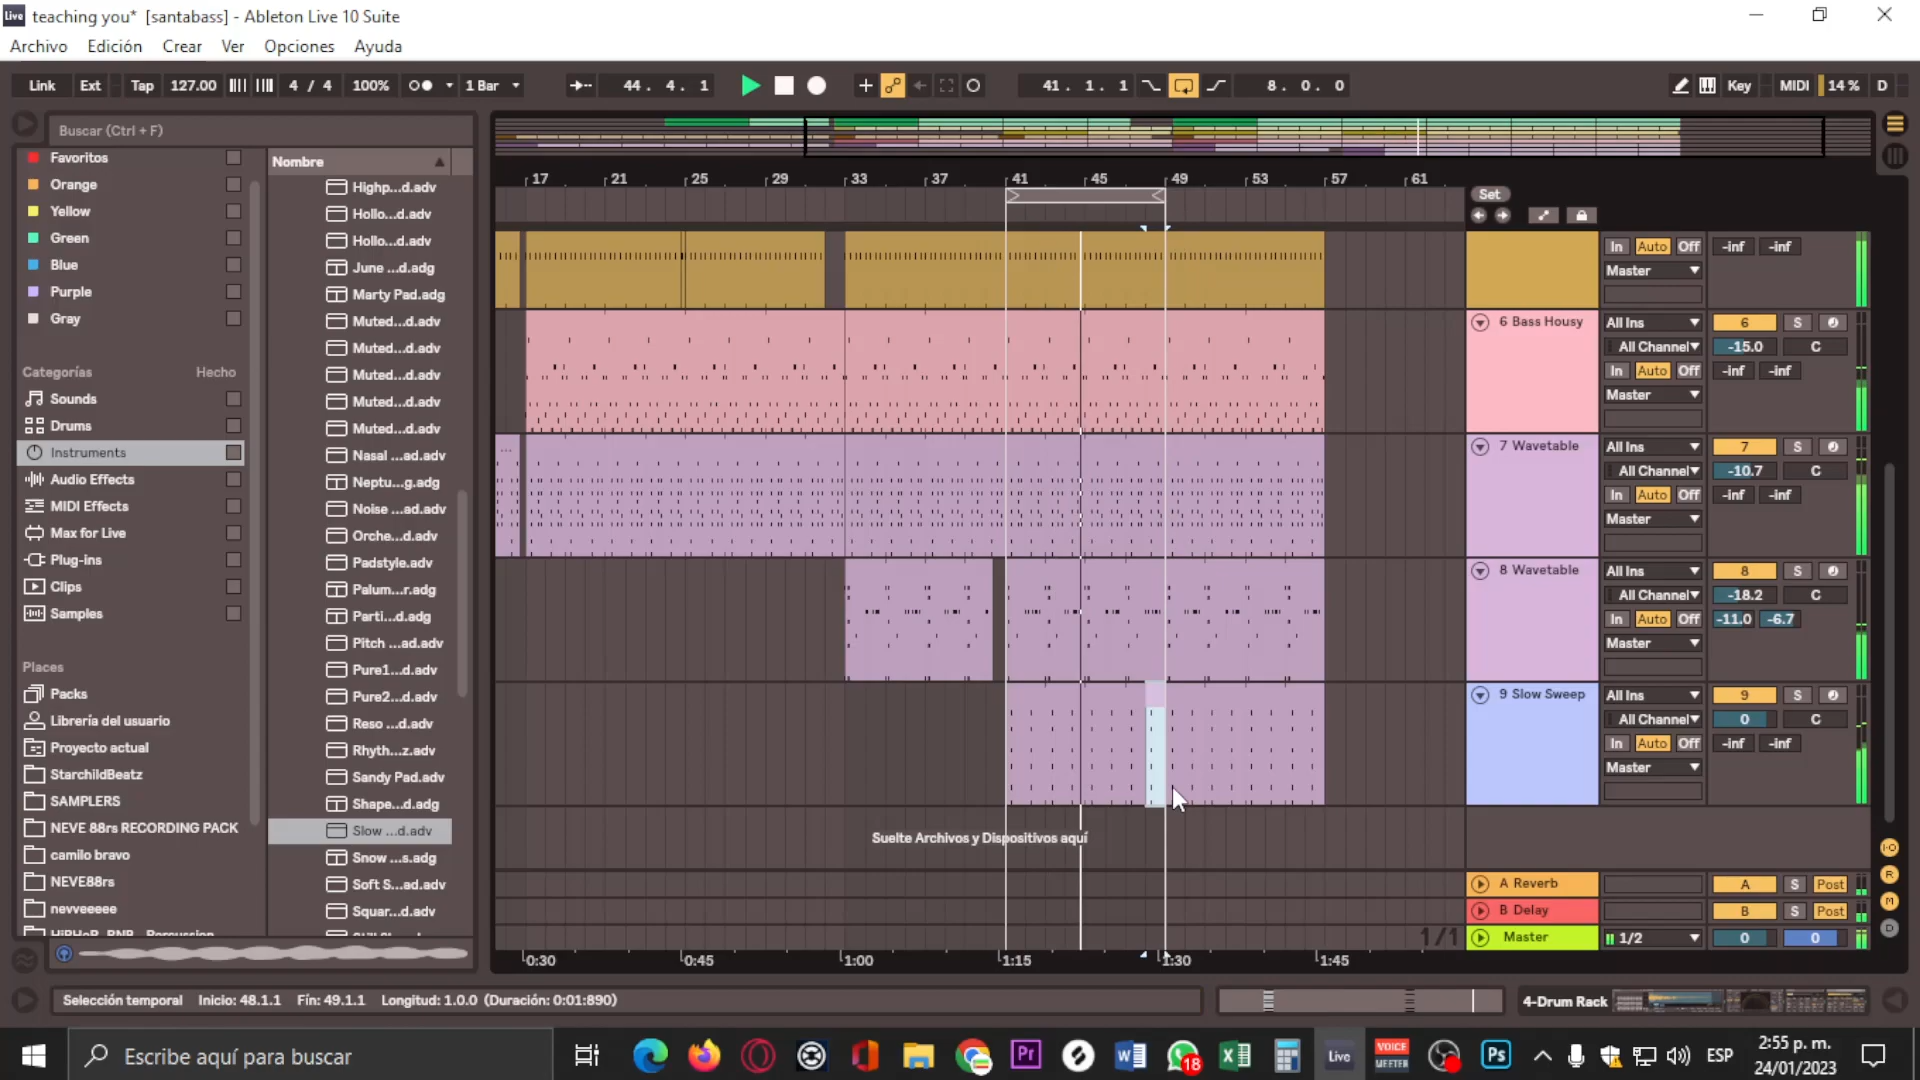 teaching you* [santabass] - Ableton Live 10 Suite
Archivo Edición Crear Ver Opciones Ayuda
Link Ext Tap 127.00 4 / 4 100% 1 Bar 44. 4. 1 41. 1. 1 8. 0. 0 Key MIDI 14 % D
Buscar (Ctrl + F)
Favoritos
Orange
Yellow
Green
Blue
Purple
Gray
Categorías Hecho
Sounds
Drums
Instruments
Audio Effects
MIDI Effects
Max for Live
Plug-ins
Clips
Samples
Places
Packs
Librería del usuario
Proyecto actual
StarchildBeatz
SAMPLERS
NEVE 88rs RECORDING PACK
camilo bravo
NEVE88rs
nevveeeee
Nombre
Highp...d.adv
Hollo...d.adv
Hollo...d.adv
June ...d.adg
Marty Pad.adg
Muted...d.adv
Muted...d.adv
Muted...d.adv
Muted...d.adv
Muted...d.adv
Nasal ...ad.adv
Neptu...g.adg
Noise ...ad.adv
Orche...d.adv
Padstyle.adv
Palum...r.adg
Parti...d.adg
Pitch ...ad.adv
Pure1...d.adv
Pure2...d.adv
Reso ...d.adv
Rhyth...z.adv
Sandy Pad.adv
Shape...d.adg
Slow ...d.adv
Snow ...s.adg
Soft S...ad.adv
Squar...d.adv
17 21 25 29 33 37 41 45 49 53 57 61
Set
In Auto Off -inf -inf
Master
6 Bass Housy All Ins 6 S
All Channel -15.0 C
In Auto Off -inf -inf
Master
7 Wavetable All Ins 7 S
All Channel -10.7 C
In Auto Off -inf -inf
Master
8 Wavetable All Ins 8 S
All Channel -18.2 C
In Auto Off -11.0 -6.7
Master
9 Slow Sweep All Ins 9 S
All Channel 0 C
In Auto Off -inf -inf
Master
Suelte Archivos y Dispositivos aquí
A Reverb A S Post
B Delay B S Post
1/1 Master 1/2 0 0
0:30 0:45 1:00 1:15 1:30 1:45
Selección temporal Inicio: 48.1.1 Fín: 49.1.1 Longitud: 1.0.0 (Duración: 0:01:890)
4-Drum Rack
Escribe aquí para buscar
Pr
18
Live
VOICE
MEETER
Ps
ESP
2:55 p. m.
24/01/2023